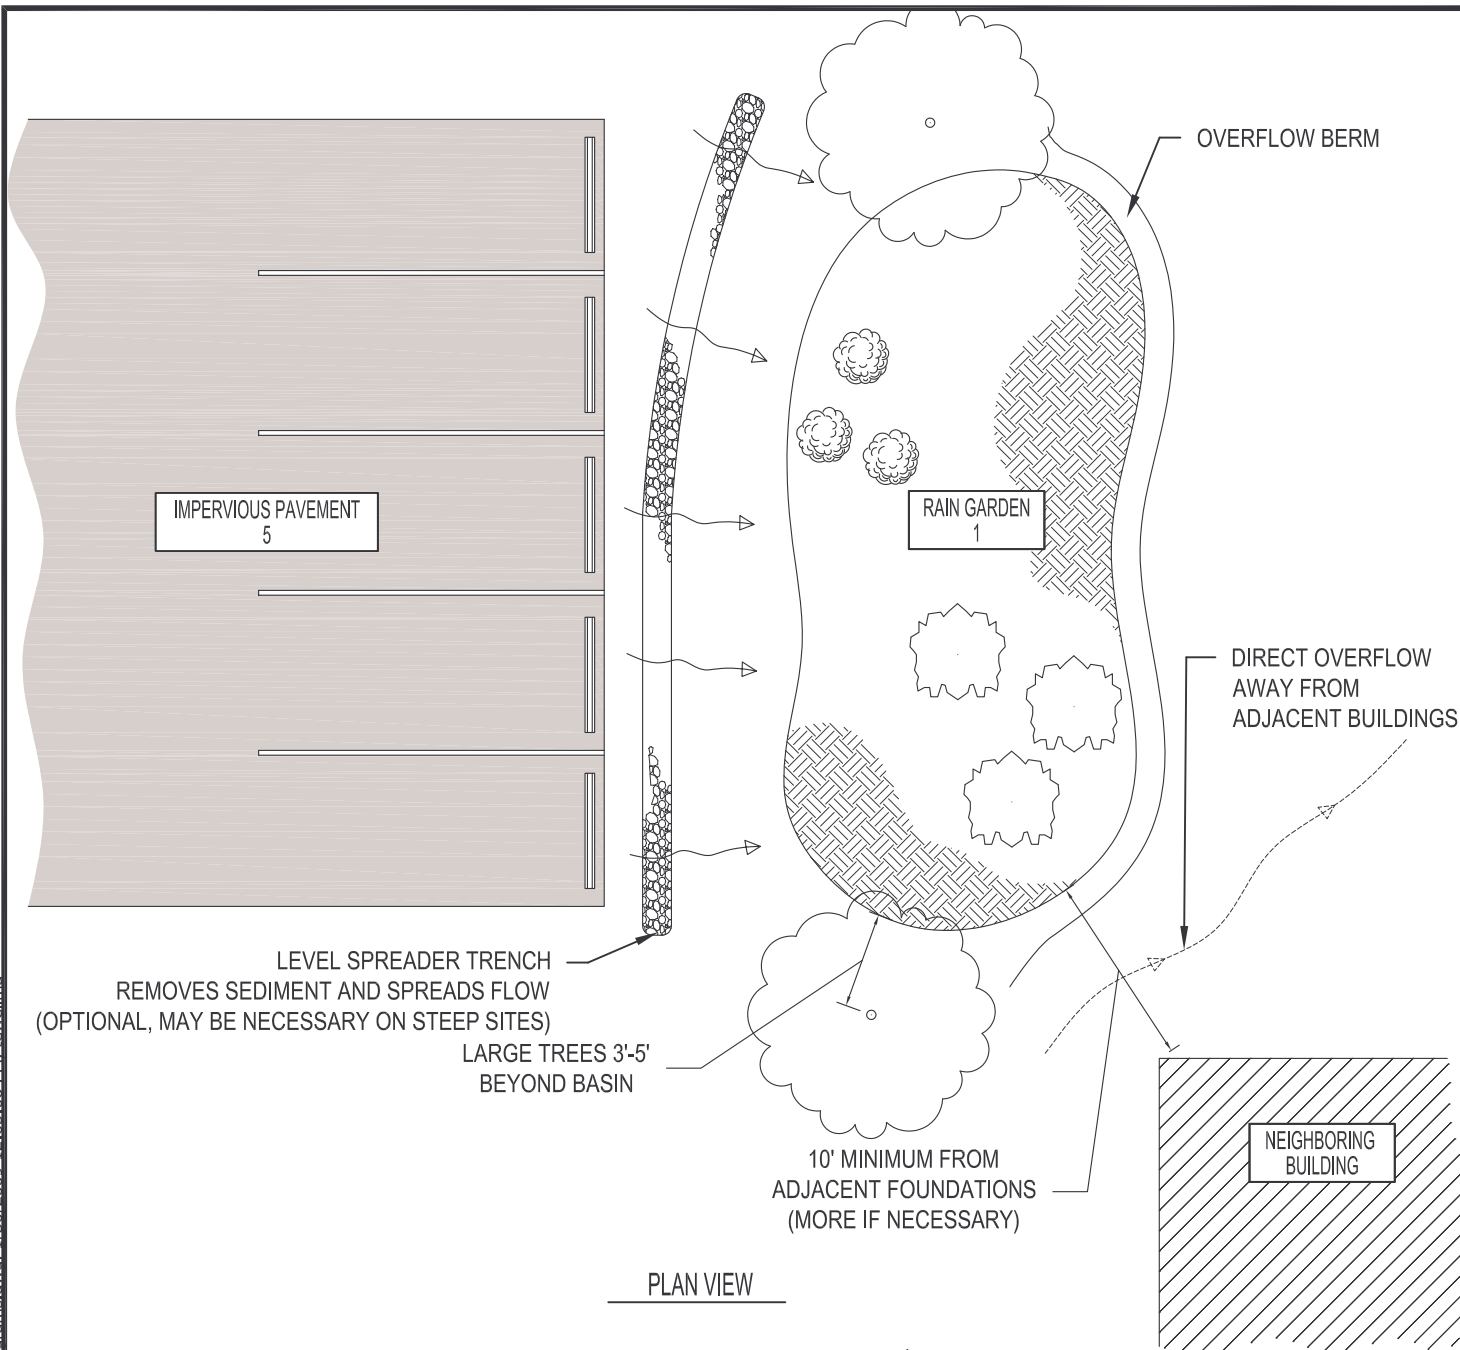 OVERFLOW BERM
IMPERVIOUS PAVEMENT
5
RAIN GARDEN
1
DIRECT OVERFLOW
AWAY FROM
ADJACENT BUILDINGS
LEVEL SPREADER TRENCH
REMOVES SEDIMENT AND SPREADS FLOW
(OPTIONAL, MAY BE NECESSARY ON STEEP SITES)
LARGE TREES 3'-5'
BEYOND BASIN
10' MINIMUM FROM
ADJACENT FOUNDATIONS
(MORE IF NECESSARY)
NEIGHBORING
BUILDING
PLAN VIEW